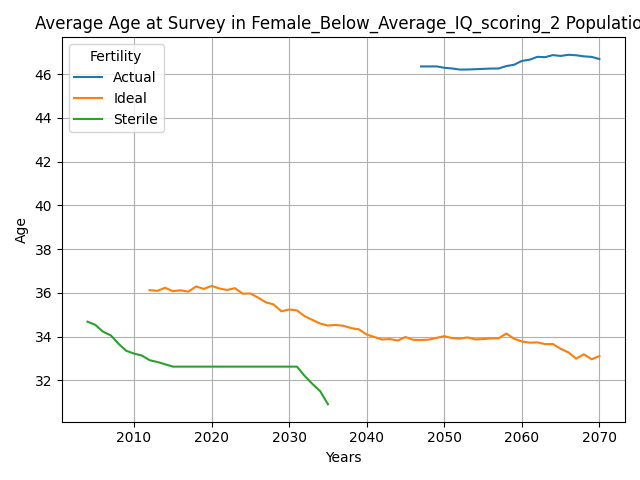 Average Age at Survey in Female_Below_Average_IQ_scoring_2 Populatio
Fertility
Actual
Ideal
Sterile
Age
46
44
42
40
38
36
34
32
2010 2020 2030 2040 2050 2060 2070
Years